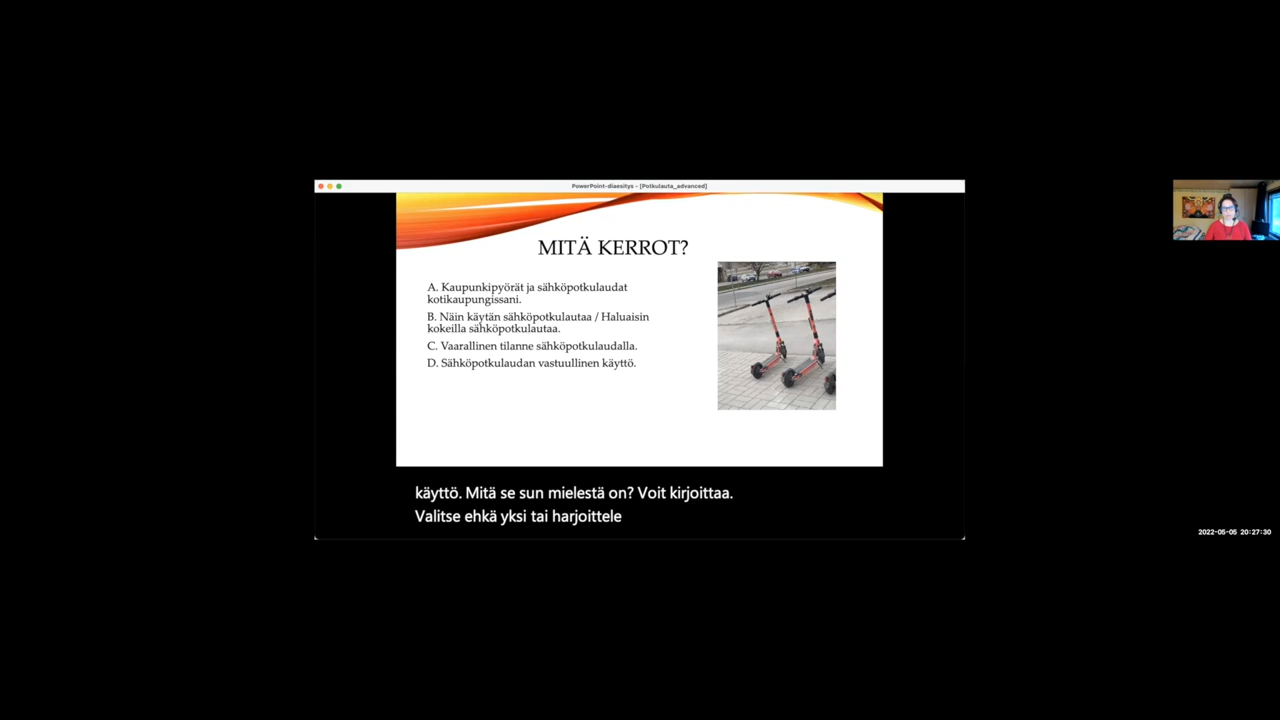 PowerPoint-diaesitys - [Potkulauta_advanced]
MITÄ KERROT?
A. Kaupunkipyörät ja sähköpotkulaudat
kotikaupungissani.
B. Näin käytän sähköpotkulautaa / Haluaisin
kokeilla sähköpotkulautaa.
C. Vaarallinen tilanne sähköpotkulaudalla.
D. Sähköpotkulaudan vastuullinen käyttö.
käyttö. Mitä se sun mielestä on? Voit kirjoittaa.
Valitse ehkä yksi tai harjoittele
2022-05-05 20:27:30